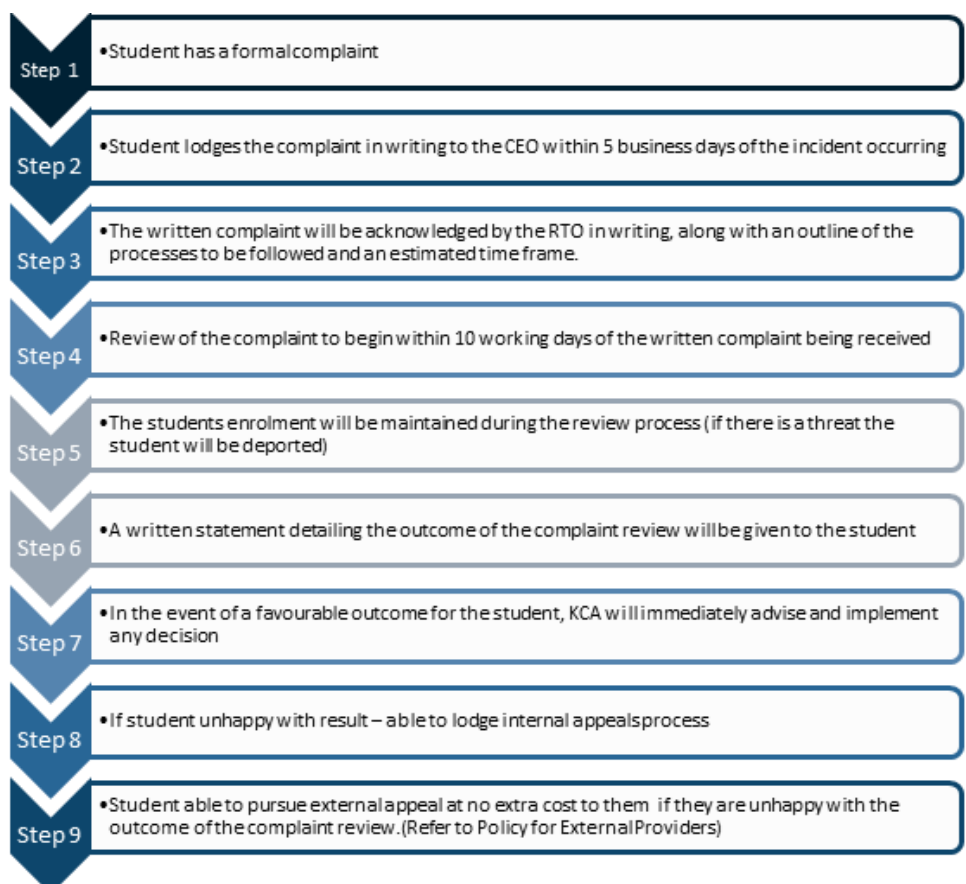 Step 1
•Student has a formal complaint
Step 2
•Student lodges the complaint in writing to the CEO within 5 business days of the incident occurring
Step 3
•The written complaint will be acknowledged by the RTO in writing, along with an outline of the
processes to be followed and an estimated time frame.
Step 4
•Review of the complaint to begin within 10 working days of the written complaint being received
Step 5
•The students enrolment will be maintained during the review process (if there is a threat the
student will be deported)
Step 6
•A written statement detailing the outcome of the complaint review will be given to the student
Step 7
•In the event of a favourable outcome for the student, KCA will immediately advise and implement
any decision
Step 8
•If student unhappy with result – able to lodge internal appeals process
Step 9
•Student able to pursue external appeal at no extra cost to them if they are unhappy with the
outcome of the complaint review.(Refer to Policy for External Providers)